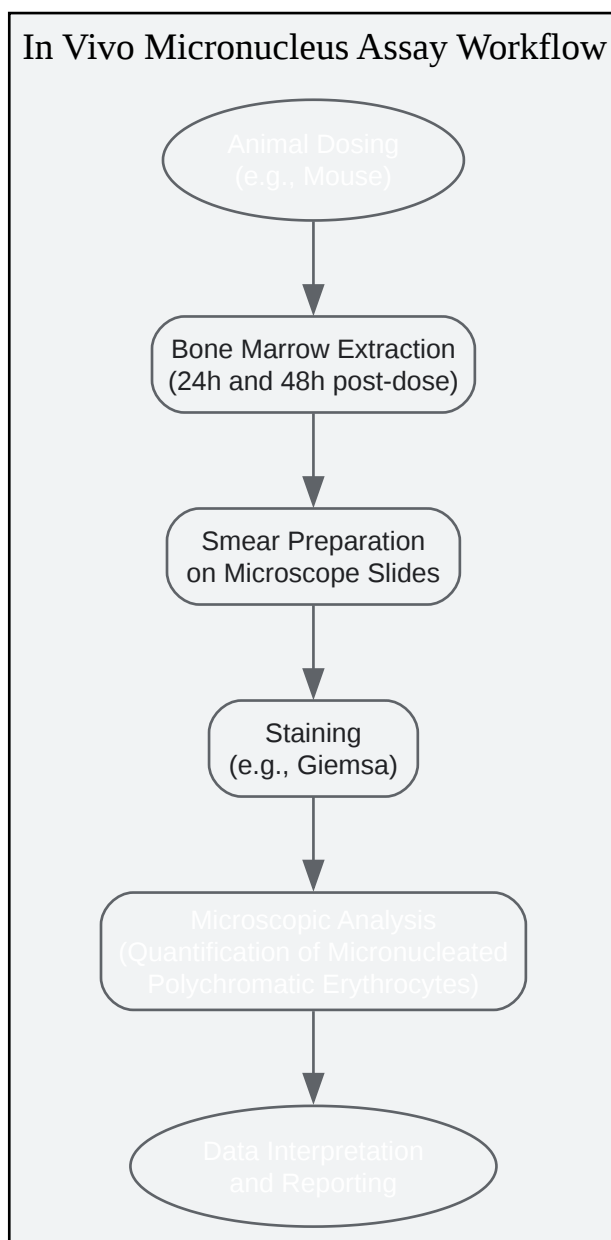 In Vivo Micronucleus Assay Workflow
Animal Dosing
(e.g., Mouse)
Bone Marrow Extraction
(24h and 48h post-dose)
Smear Preparation
on Microscope Slides
Staining
(e.g., Giemsa)
Microscopic Analysis
(Quantification of Micronucleated
Polychromatic Erythrocytes)
Data Interpretation
and Reporting